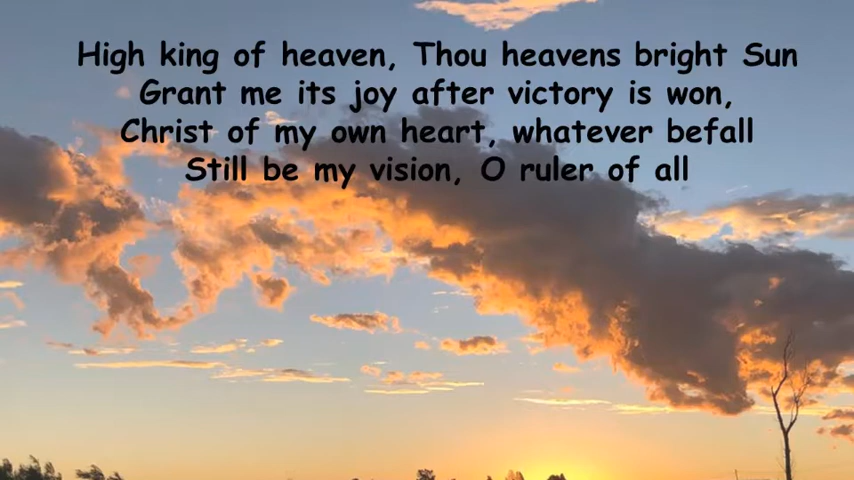 High king of heaven, Thou heavens bright Sun
Grant me its joy after victory is won,
Christ of my own heart, whatever befall
Still be my vision, O ruler of all